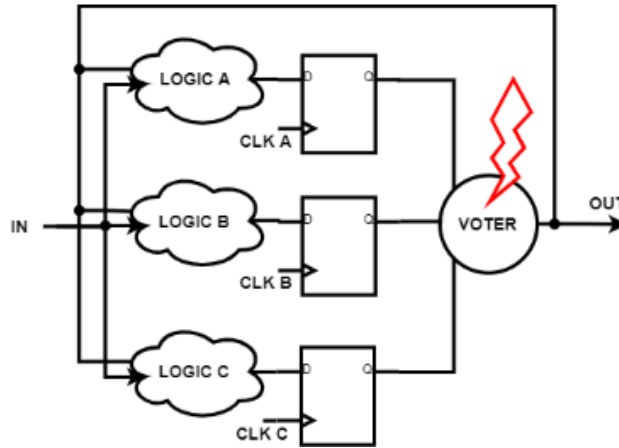 LOGIC A
D
Q
CLK A
IN
LOGIC B
D
Q
CLK B
VOTER
OUT
LOGIC C
D
Q
CLK C